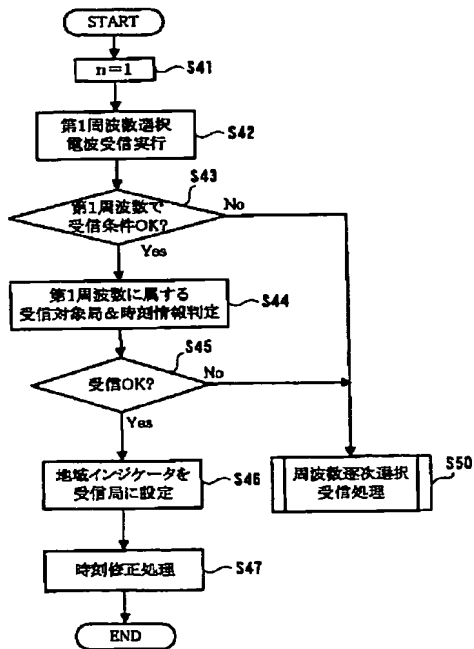 START
n=1
S41
第1周波数選択
電波受信実行
S42
S43
第1周波数で
受信条件OK?
No
Yes
第1周波数に属する
受信対象局&時刻情報判定
S44
S45
受信OK?
No
Yes
地域インジケータを
受信局に設定
S46
周波数逐次選択
受信処理
S50
時刻修正処理
S47
END